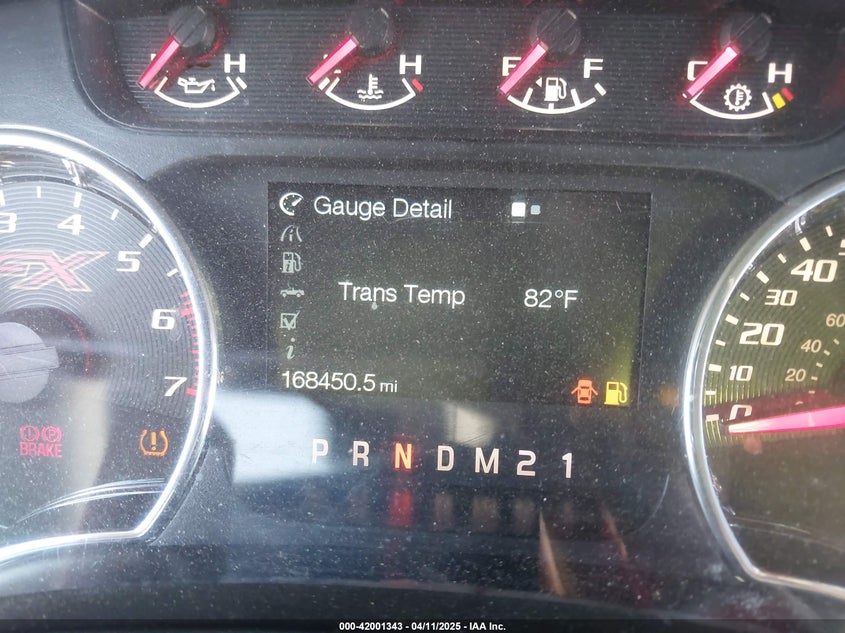 H
H
E F
C H
Gauge Detail
3 4 5 6 7
FX
Trans Temp 82°F
168450.5 mi
BRAKE
P R N D M 2 1
40
30
20
10
0
60
40
20
000-42001343 - 04/11/2025 - IAA Inc.